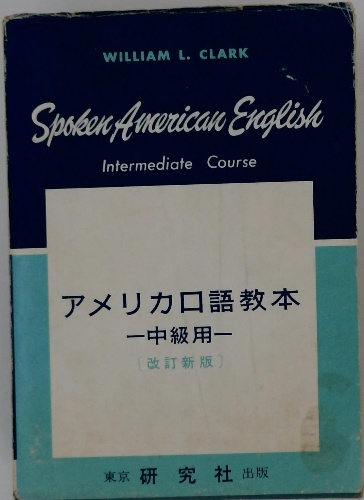 WILLIAM L. CLARK
Spoken American English
Intermediate Course
アメリカ口語教本
ー中級用ー
〔改訂新版〕
東京 研究社 出版